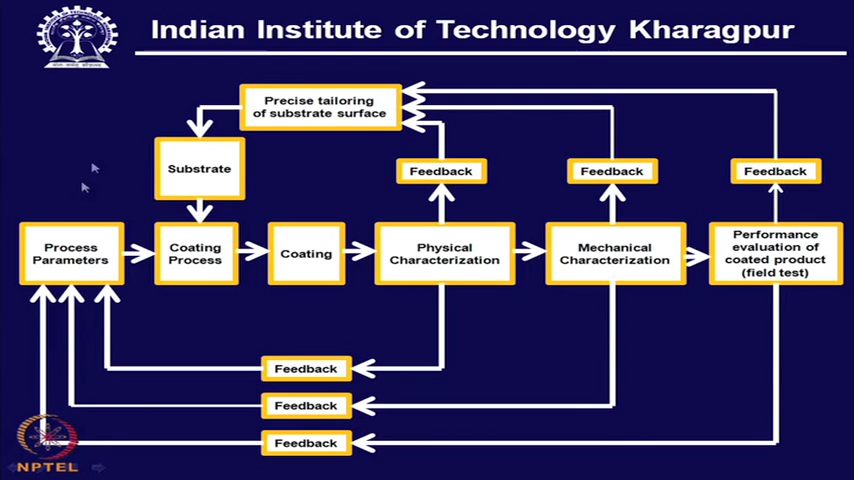 Indian Institute of Technology Kharagpur
Precise tailoring
of substrate surface
Substrate
Feedback
Feedback
Feedback
Process
Parameters
Coating
Process
Coating
Physical
Characterization
Mechanical
Characterization
Performance
evaluation of
coated product
(field test)
Feedback
Feedback
Feedback
NPTEL